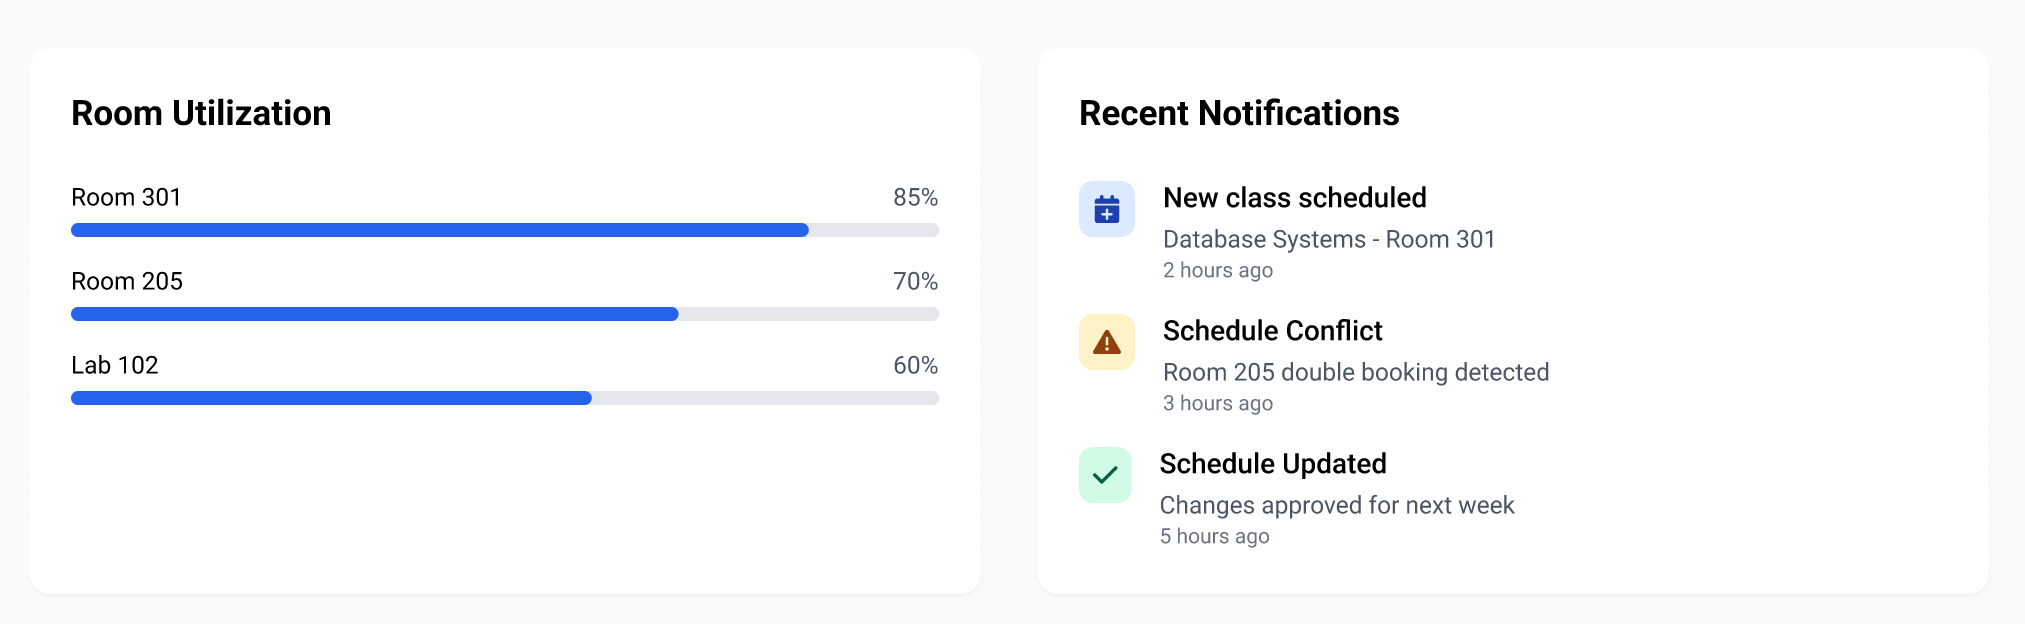 Room Utilization
Room 301
85%
Room 205
70%
Lab 102
60%
Recent Notifications
New class scheduled
Database Systems - Room 301
2 hours ago
Schedule Conflict
Room 205 double booking detected
3 hours ago
Schedule Updated
Changes approved for next week
5 hours ago